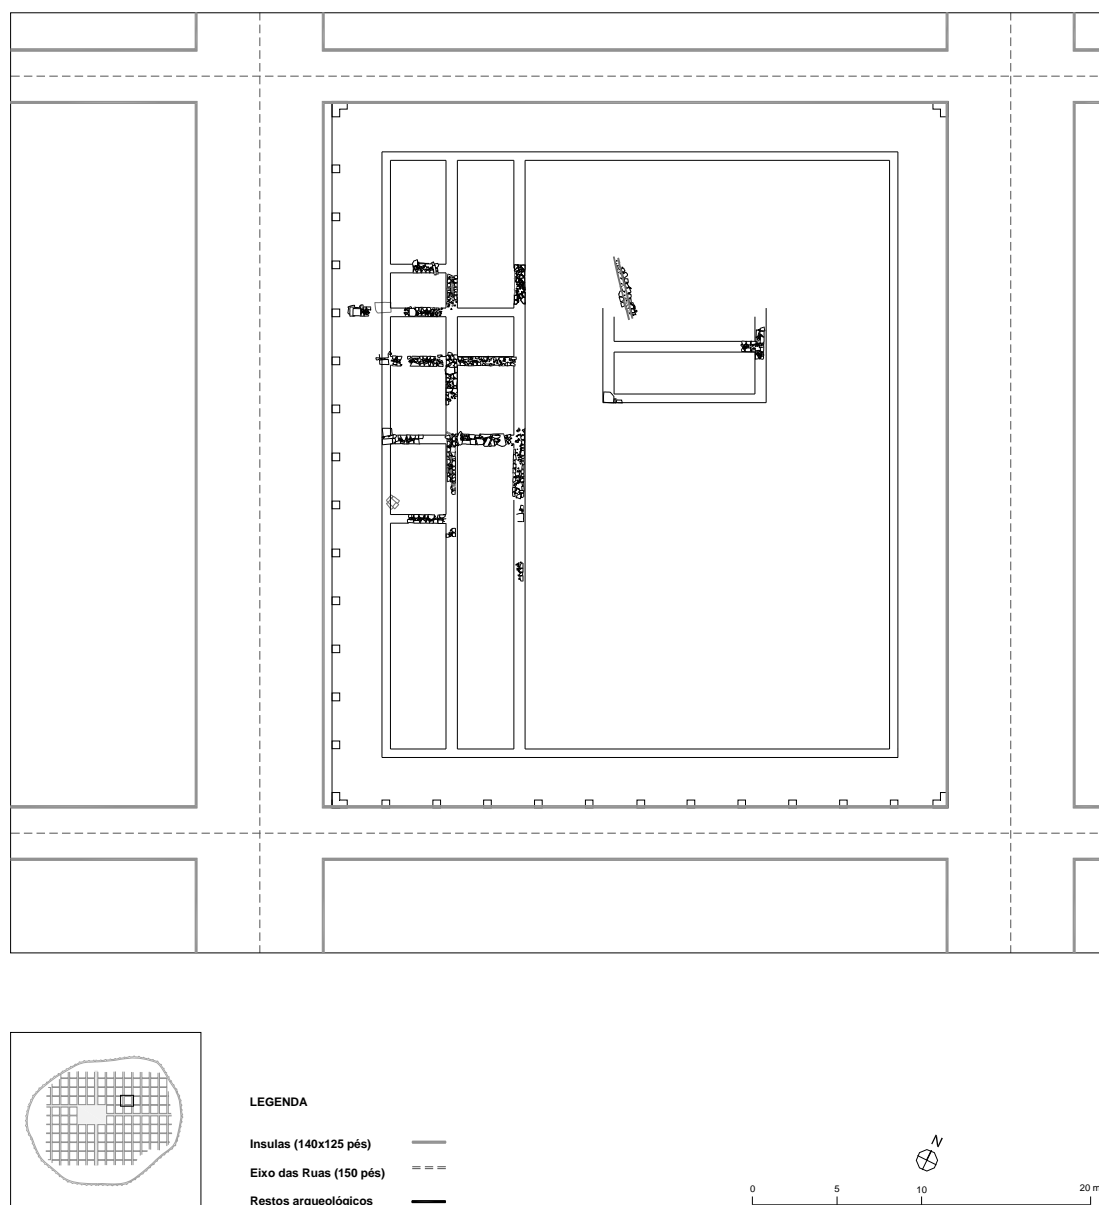 LEGENDA
Insulas (140x125 pés)
Eixo das Ruas (150 pés)
Restos arqueológicos
N
0 5 10 20 m